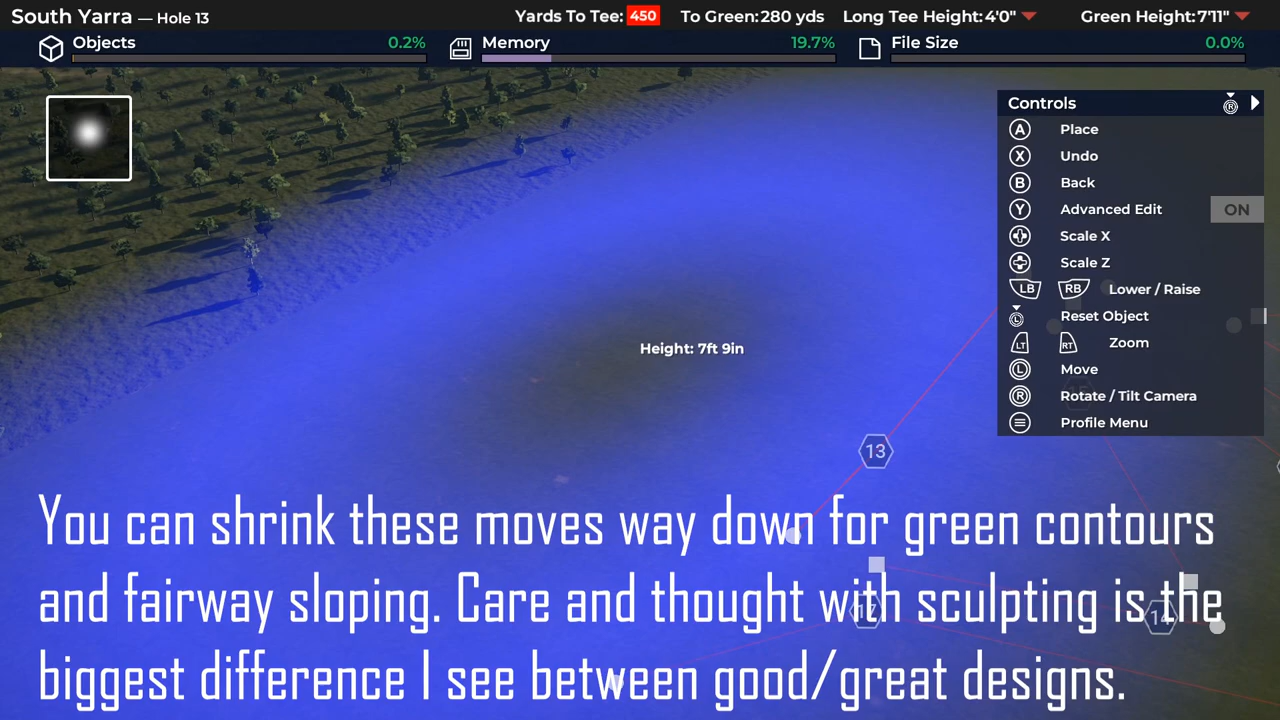 South Yarra — Hole 13
Yards To Tee: 450 To Green: 280 yds Long Tee Height: 4'0" Green Height: 7'11"
Objects 0.2% Memory 19.7% File Size 0.0%
Controls R
A Place
X Undo
B Back
Y Advanced Edit ON
Scale X
Scale Z
LB RB Lower / Raise
L Reset Object
LT RT Zoom
L Move
R Rotate / Tilt Camera
Profile Menu
Height: 7ft 9in
13
You can shrink these moves way down for green contours
and fairway sloping. Care and thought with sculpting is the
biggest difference I see between good/great designs.